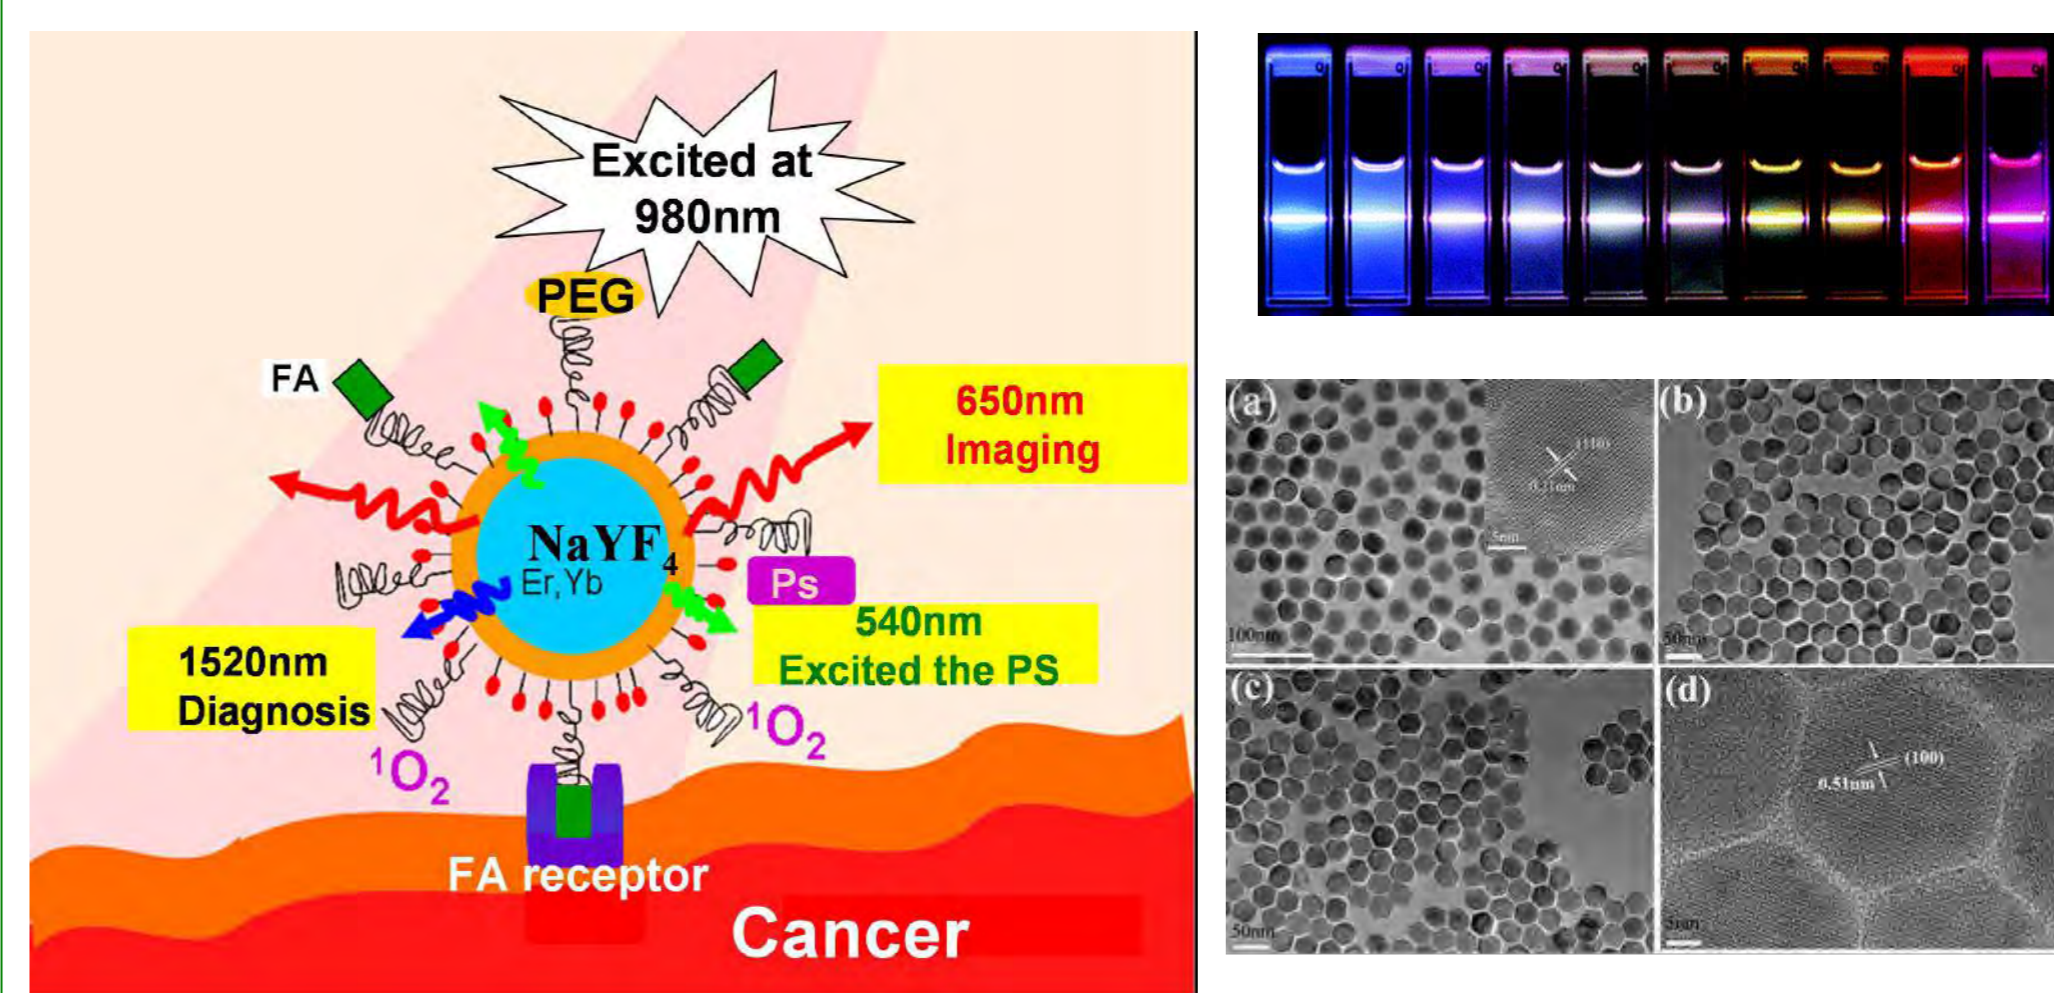 Excited at
980nm
PEG
FA
650nm
Imaging
NaYF4
Er,Yb
Ps
540nm
Excited the PS
1520nm
Diagnosis
1O2
1O2
FA receptor
Cancer
(a)
(110)
5nm
100nm
(b)
50nm
(c)
50nm
(d)
(100)
0.51nm
5nm